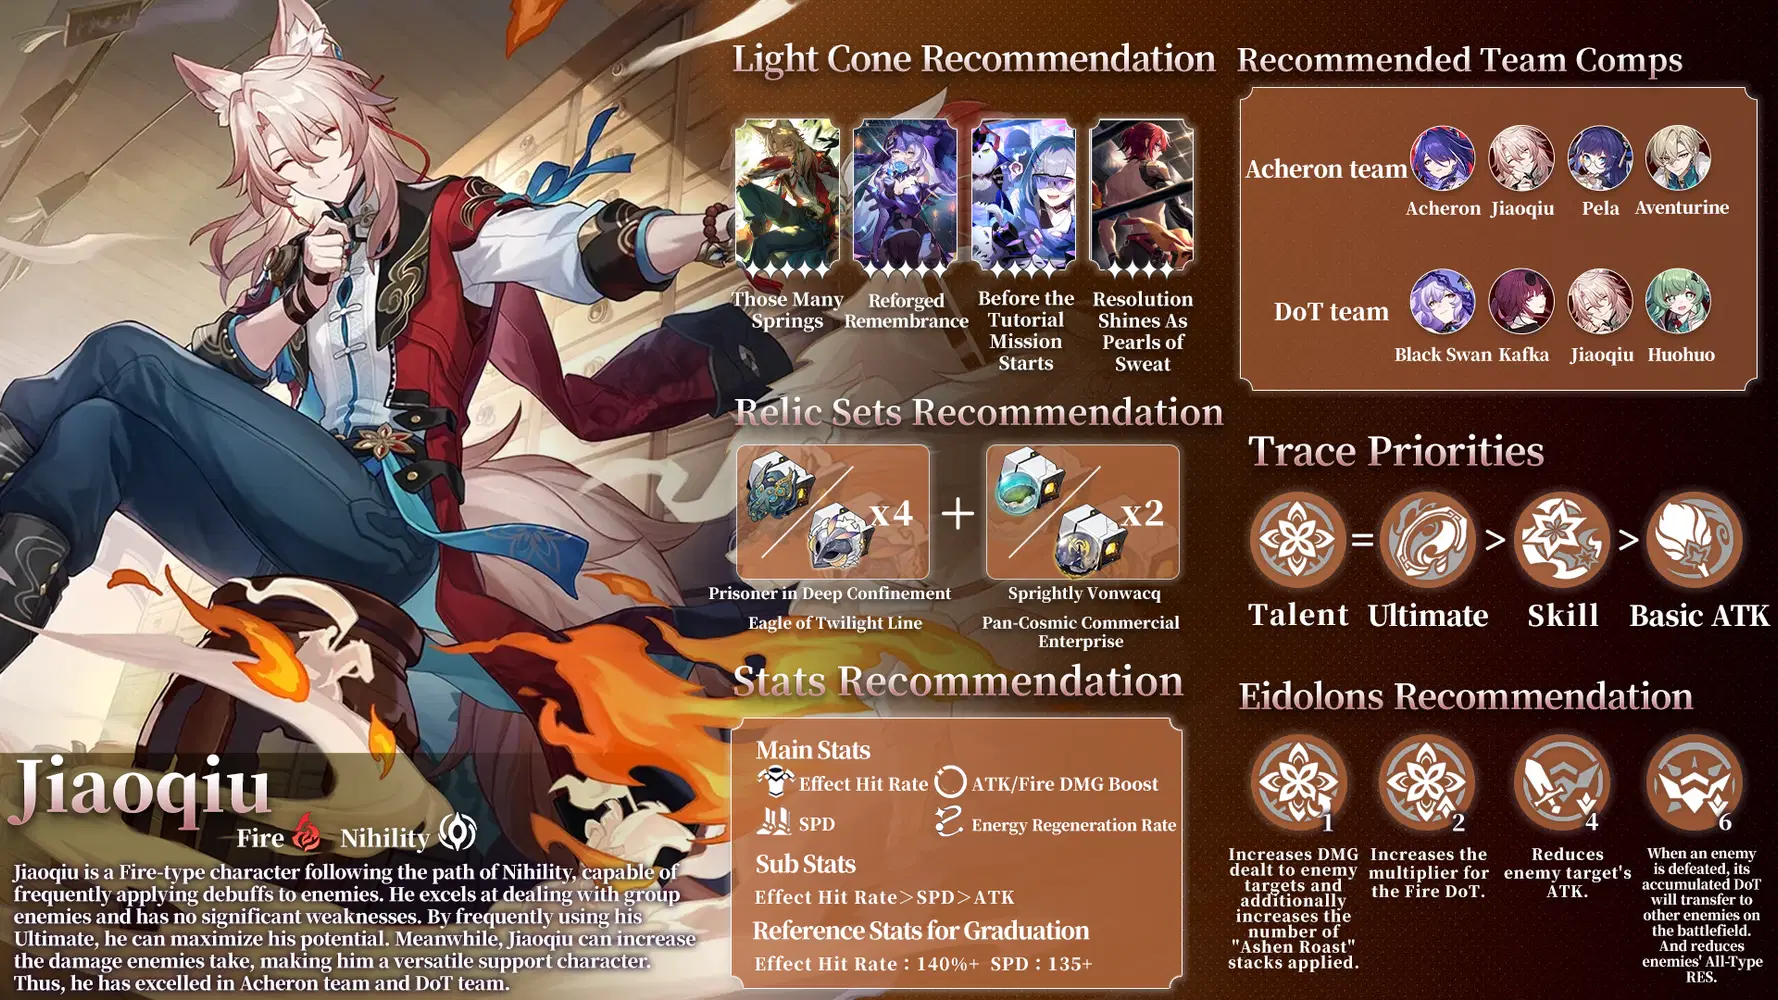 Jiaoqiu
Fire Nihility
Jiaoqiu is a Fire-type character following the path of Nihility, capable of
frequently applying debuffs to enemies. He excels at dealing with group
enemies and has no significant weaknesses. By frequently using his
Ultimate, he can maximize his potential. Meanwhile, Jiaoqiu can increase
the damage enemies take, making him a versatile support character.
Thus, he has excelled in Acheron team and DoT team.
Light Cone Recommendation
Those Many
Springs
Reforged
Remembrance
Before the
Tutorial
Mission
Starts
Resolution
Shines As
Pearls of
Sweat
Relic Sets Recommendation
x4 + x2
Prisoner in Deep Confinement
Eagle of Twilight Line
Sprightly Vonwacq
Pan-Cosmic Commercial
Enterprise
Stats Recommendation
Main Stats
Effect Hit Rate ATK/Fire DMG Boost
SPD Energy Regeneration Rate
Sub Stats
Effect Hit Rate＞SPD＞ATK
Reference Stats for Graduation
Effect Hit Rate：140%+ SPD：135+
Recommended Team Comps
Acheron team
Acheron Jiaoqiu Pela Aventurine
DoT team
Black Swan Kafka Jiaoqiu Huohuo
Trace Priorities
= > >
Talent Ultimate Skill Basic ATK
Eidolons Recommendation
1
Increases DMG
dealt to enemy
targets and
additionally
increases the
number of
"Ashen Roast"
stacks applied.
2
Increases the
multiplier for
the Fire DoT.
4
Reduces
enemy target's
ATK.
6
When an enemy
is defeated, its
accumulated DoT
will transfer to
other enemies on
the battlefield.
And reduces
enemies' All-Type
RES.